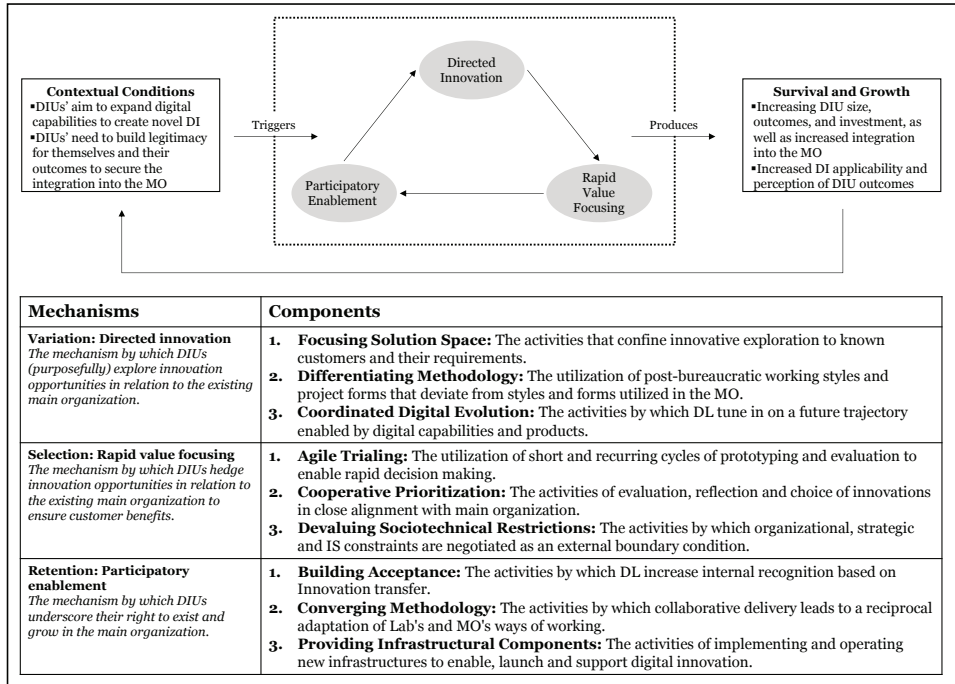 Directed
Innovation
Contextual Conditions
▪DIUs’ aim to expand digital
capabilities to create novel DI
▪DIUs’ need to build legitimacy
for themselves and their
outcomes to secure the
integration into the MO
Triggers
Produces
Survival and Growth
▪Increasing DIU size,
outcomes, and investment, as
well as increased integration
into the MO
▪Increased DI applicability and
perception of DIU outcomes
Participatory
Enablement
Rapid
Value
Focusing
Mechanisms
Components
Variation: Directed innovation
The mechanism by which DIUs
(purposefully) explore innovation
opportunities in relation to the existing
main organization.
1. Focusing Solution Space: The activities that confine innovative exploration to known
customers and their requirements.
2. Differentiating Methodology: The utilization of post-bureaucratic working styles and
project forms that deviate from styles and forms utilized in the MO.
3. Coordinated Digital Evolution: The activities by which DL tune in on a future trajectory
enabled by digital capabilities and products.
Selection: Rapid value focusing
The mechanism by which DIUs hedge
innovation opportunities in relation to
the existing main organization to
ensure customer benefits.
1. Agile Trialing: The utilization of short and recurring cycles of prototyping and evaluation to
enable rapid decision making.
2. Cooperative Prioritization: The activities of evaluation, reflection and choice of innovations
in close alignment with main organization.
3. Devaluing Sociotechnical Restrictions: The activities by which organizational, strategic
and IS constraints are negotiated as an external boundary condition.
Retention: Participatory
enablement
The mechanism by which DIUs
underscore their right to exist and
grow in the main organization.
1. Building Acceptance: The activities by which DL increase internal recognition based on
Innovation transfer.
2. Converging Methodology: The activities by which collaborative delivery leads to a reciprocal
adaptation of Lab's and MO's ways of working.
3. Providing Infrastructural Components: The activities of implementing and operating
new infrastructures to enable, launch and support digital innovation.